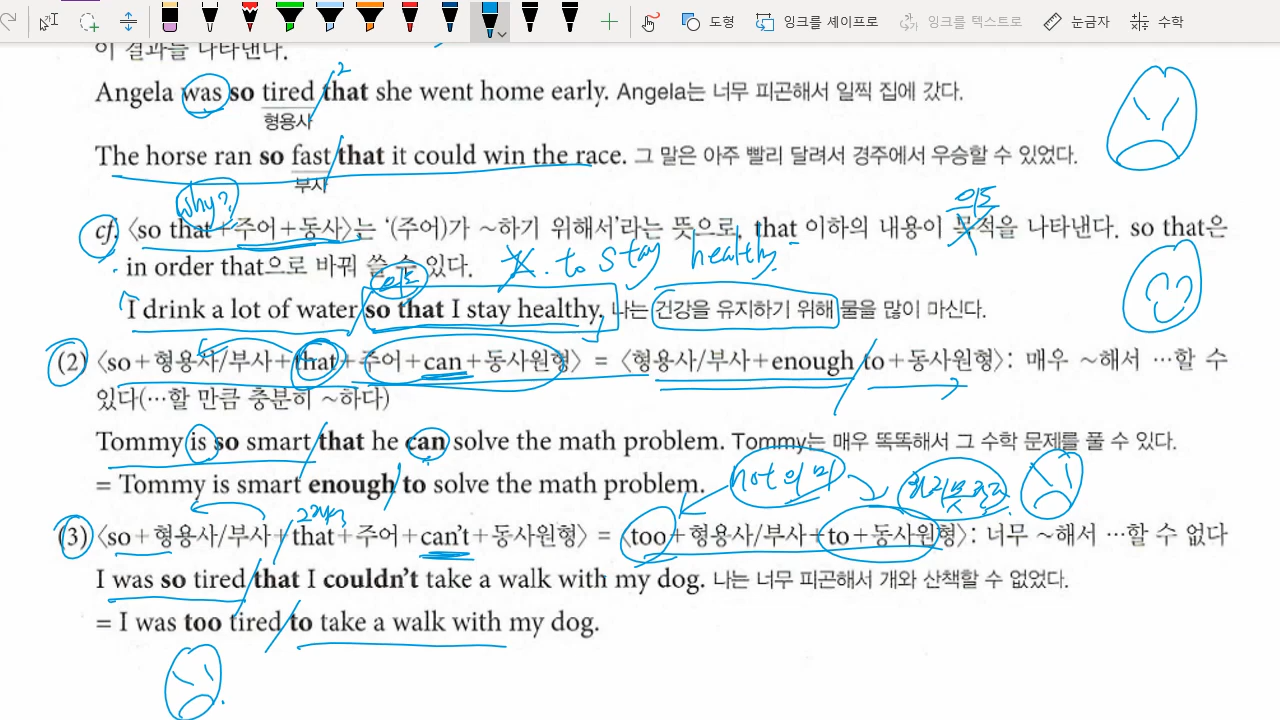 도형 잉크를 셰이프로 잉크를 텍스트로 눈금자 수학
이 결과를 나타낸다.
2
Angela was so tired that she went home early. Angela는 너무 피곤해서 일찍 집에 갔다.
형용사
The horse ran so fast that it could win the race. 그 말은 아주 빨리 달려서 경주에서 우승할 수 있었다.
부사
why?
의도
cf. 〈so that+주어+동사〉는 ‘(주어)가 ~하기 위해서’라는 뜻으로, that 이하의 내용이 목적을 나타낸다. so that은
in order that으로 바꿔 쓸 수 있다. to stay healthy.
의도
I drink a lot of water so that I stay healthy. 나는 건강을 유지하기 위해 물을 많이 마신다.
(2) 〈so+형용사/부사+that+주어+can+동사원형〉 = 〈형용사/부사+enough to+동사원형〉: 매우 ~해서 …할 수
있다(…할 만큼 충분히 ~하다)
Tommy is so smart that he can solve the math problem. Tommy는 매우 똑똑해서 그 수학 문제를 풀 수 있다.
= Tommy is smart enough to solve the math problem.
not의 미
(3) 〈so+형용사/부사+that+주어+can’t+동사원형〉 = 〈too+형용사/부사+to+동사원형〉: 너무 ~해서 …할 수 없다
I was so tired that I couldn’t take a walk with my dog. 나는 너무 피곤해서 개와 산책할 수 없었다.
= I was too tired to take a walk with my dog.